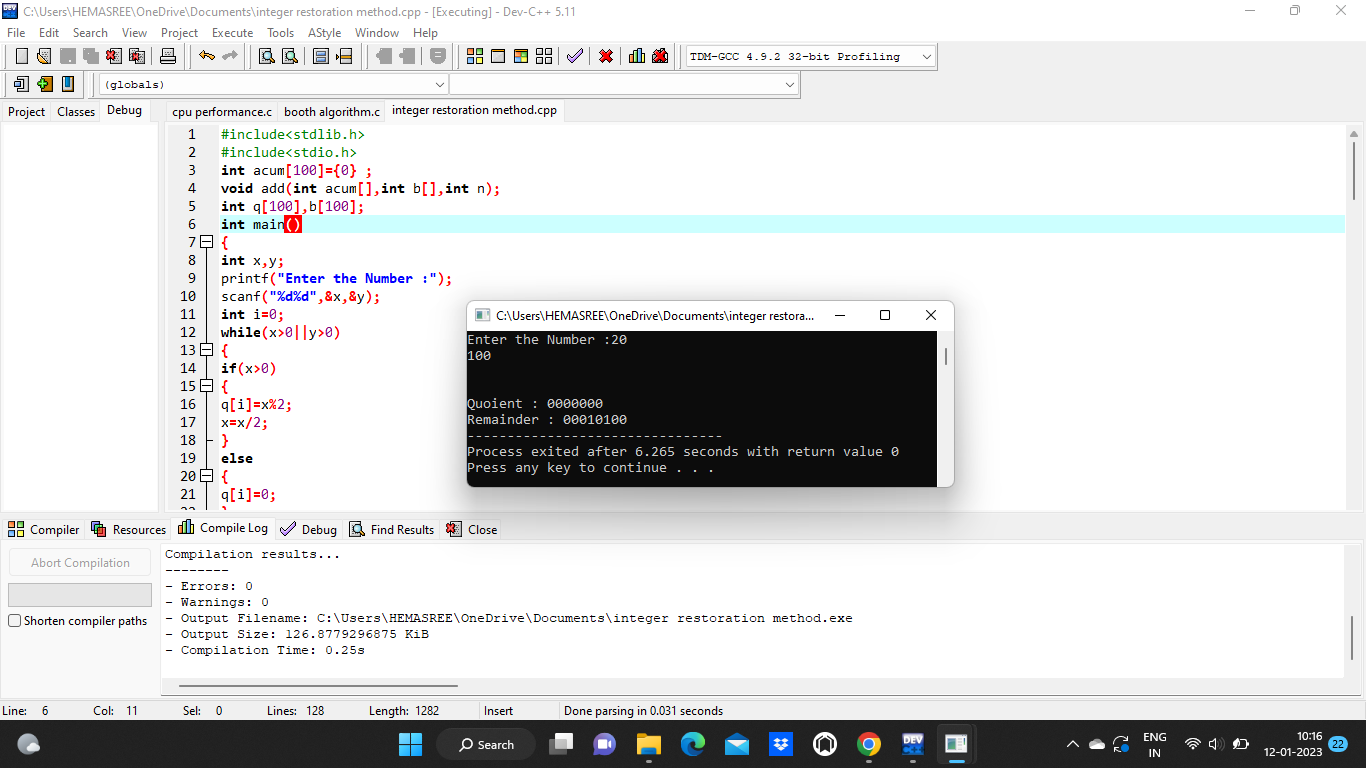 C:\Users\HEMASREE\OneDrive\Documents\integer restoration method.cpp - [Executing] - Dev-C++ 5.11
File Edit Search View Project Execute Tools AStyle Window Help
TDM-GCC 4.9.2 32-bit Profiling
(globals)
Project Classes Debug cpu performance.c booth algorithm.c integer restoration method.cpp
1 #include<stdlib.h>
2 #include<stdio.h>
3 int acum[100]={0} ;
4 void add(int acum[],int b[],int n);
5 int q[100],b[100];
6 int main()
7 {
8 int x,y;
9 printf("Enter the Number :");
10 scanf("%d%d",&x,&y);
11 int i=0;
12 while(x>0||y>0)
13 {
14 if(x>0)
15 {
16 q[i]=x%2;
17 x=x/2;
18 }
19 else
20 {
21 q[i]=0;
C:\Users\HEMASREE\OneDrive\Documents\integer restora...
Enter the Number :20
100
Quoient : 0000000
Remainder : 00010100
--------------------------------
Process exited after 6.265 seconds with return value 0
Press any key to continue . . .
Compiler Resources Compile Log Debug Find Results Close
Abort Compilation
Shorten compiler paths
Compilation results...
--------
- Errors: 0
- Warnings: 0
- Output Filename: C:\Users\HEMASREE\OneDrive\Documents\integer restoration method.exe
- Output Size: 126.8779296875 KiB
- Compilation Time: 0.25s
Line: 6 Col: 11 Sel: 0 Lines: 128 Length: 1282 Insert Done parsing in 0.031 seconds
Search
DEV
ENG
IN
10:16
12-01-2023
22